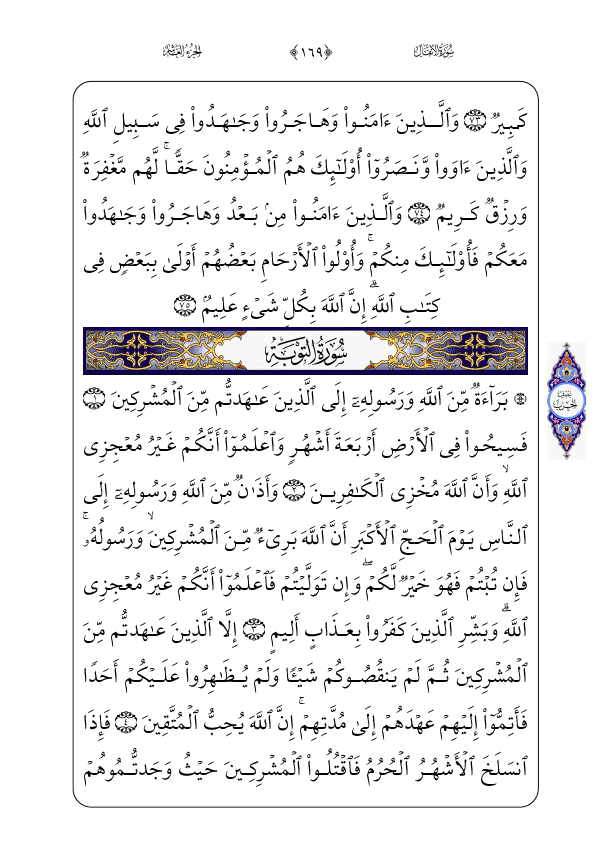 سُورَةُ الأَنفَالِ ﴿١٦٩﴾ الجُزْءُ العَاشِرُ
كَبِيرٌ ٧٣ وَٱلَّذِينَ ءَامَنُوا۟ وَهَاجَرُوا۟ وَجَٰهَدُوا۟ فِى سَبِيلِ ٱللَّهِ
وَٱلَّذِينَ ءَاوَوا۟ وَّنَصَرُوٓا۟ أُو۟لَٰٓئِكَ هُمُ ٱلْمُؤْمِنُونَ حَقًّا ۚ لَّهُم مَّغْفِرَةٌ
وَرِزْقٌ كَرِيمٌ ٧٤ وَٱلَّذِينَ ءَامَنُوا۟ مِنۢ بَعْدُ وَهَاجَرُوا۟ وَجَٰهَدُوا۟
مَعَكُمْ فَأُو۟لَٰٓئِكَ مِنكُمْ ۚ وَأُو۟لُوا۟ ٱلْأَرْحَامِ بَعْضُهُمْ أَوْلَىٰ بِبَعْضٍ فِى
كِتَٰبِ ٱللَّهِ ۗ إِنَّ ٱللَّهَ بِكُلِّ شَىْءٍ عَلِيمٌۢ ٧٥
سُورَةُ التَّوْبَةِ
بَرَآءَةٌ مِّنَ ٱللَّهِ وَرَسُولِهِۦٓ إِلَى ٱلَّذِينَ عَٰهَدتُّم مِّنَ ٱلْمُشْرِكِينَ ١
فَسِيحُوا۟ فِى ٱلْأَرْضِ أَرْبَعَةَ أَشْهُرٍ وَٱعْلَمُوٓا۟ أَنَّكُمْ غَيْرُ مُعْجِزِى
ٱللَّهِ ۙ وَأَنَّ ٱللَّهَ مُخْزِى ٱلْكَٰفِرِينَ ٢ وَأَذَٰنٌ مِّنَ ٱللَّهِ وَرَسُولِهِۦٓ إِلَى
ٱلنَّاسِ يَوْمَ ٱلْحَجِّ ٱلْأَكْبَرِ أَنَّ ٱللَّهَ بَرِىٓءٌ مِّنَ ٱلْمُشْرِكِينَ ۙ وَرَسُولُهُۥ ۚ
فَإِن تُبْتُمْ فَهُوَ خَيْرٌ لَّكُمْ ۖ وَإِن تَوَلَّيْتُمْ فَٱعْلَمُوٓا۟ أَنَّكُمْ غَيْرُ مُعْجِزِى
ٱللَّهِ ۗ وَبَشِّرِ ٱلَّذِينَ كَفَرُوا۟ بِعَذَابٍ أَلِيمٍ ٣ إِلَّا ٱلَّذِينَ عَٰهَدتُّم مِّنَ
ٱلْمُشْرِكِينَ ثُمَّ لَمْ يَنقُصُوكُمْ شَيْـًٔا وَلَمْ يُظَٰهِرُوا۟ عَلَيْكُمْ أَحَدًا
فَأَتِمُّوٓا۟ إِلَيْهِمْ عَهْدَهُمْ إِلَىٰ مُدَّتِهِمْ ۚ إِنَّ ٱللَّهَ يُحِبُّ ٱلْمُتَّقِينَ ٤ فَإِذَا
ٱنسَلَخَ ٱلْأَشْهُرُ ٱلْحُرُمُ فَٱقْتُلُوا۟ ٱلْمُشْرِكِينَ حَيْثُ وَجَدتُّمُوهُمْ